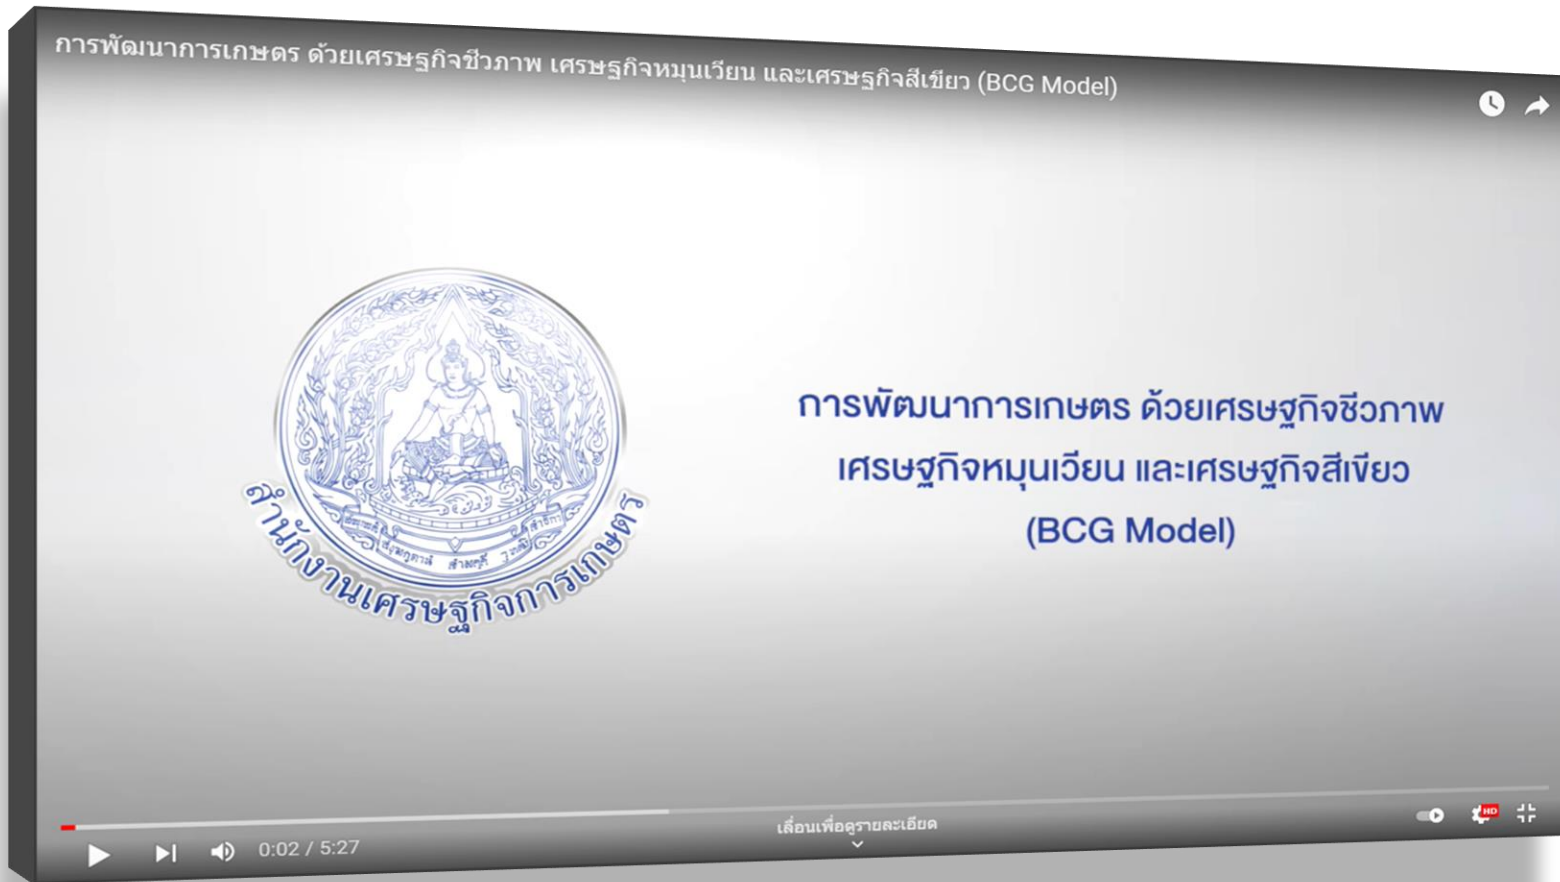 การพัฒนาการเกษตร ด้วยเศรษฐกิจชีวภาพ เศรษฐกิจหมุนเวียน และเศรษฐกิจสีเขียว (BCG Model)
การพัฒนาการเกษตร ด้วยเศรษฐกิจชีวภาพ
เศรษฐกิจหมุนเวียน และเศรษฐกิจสีเขียว
(BCG Model)
สำนักงานเศรษฐกิจการเกษตร
เลื่อนเพื่อดูรายละเอียด
HD
0:02 / 5:27